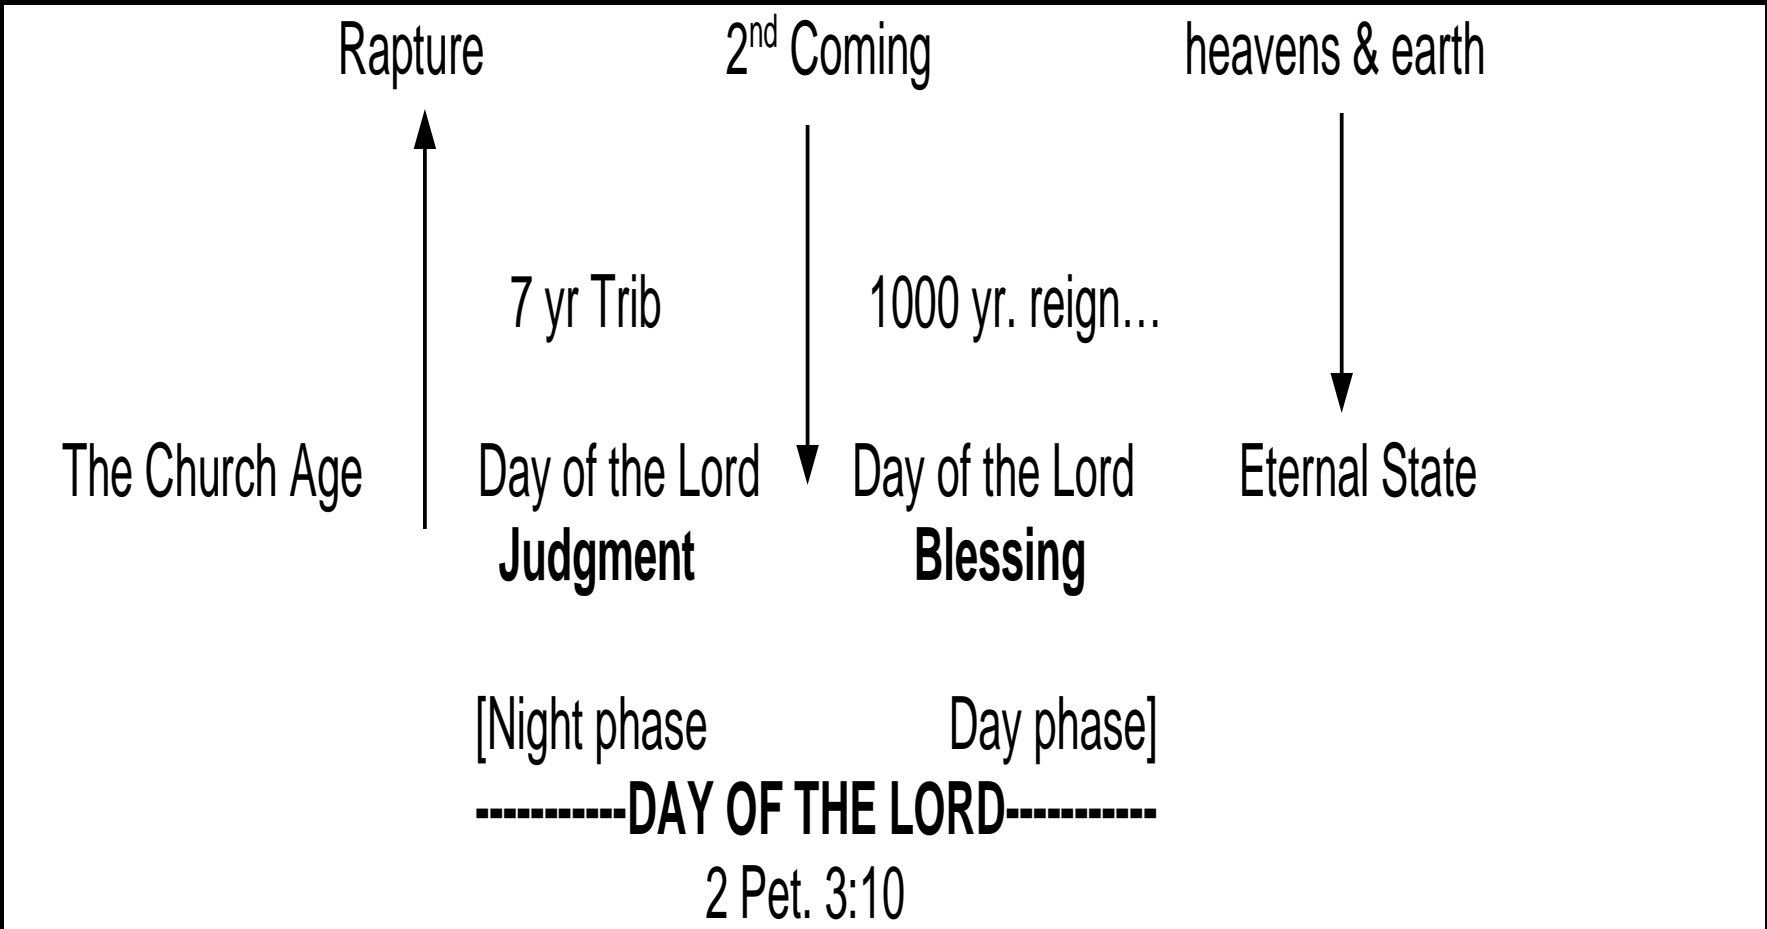 Rapture 2nd Coming heavens & earth
7 yr Trib 1000 yr. reign…
The Church Age Day of the Lord Day of the Lord Eternal State
Judgment Blessing
[Night phase Day phase]
-----------DAY OF THE LORD-----------
2 Pet. 3:10